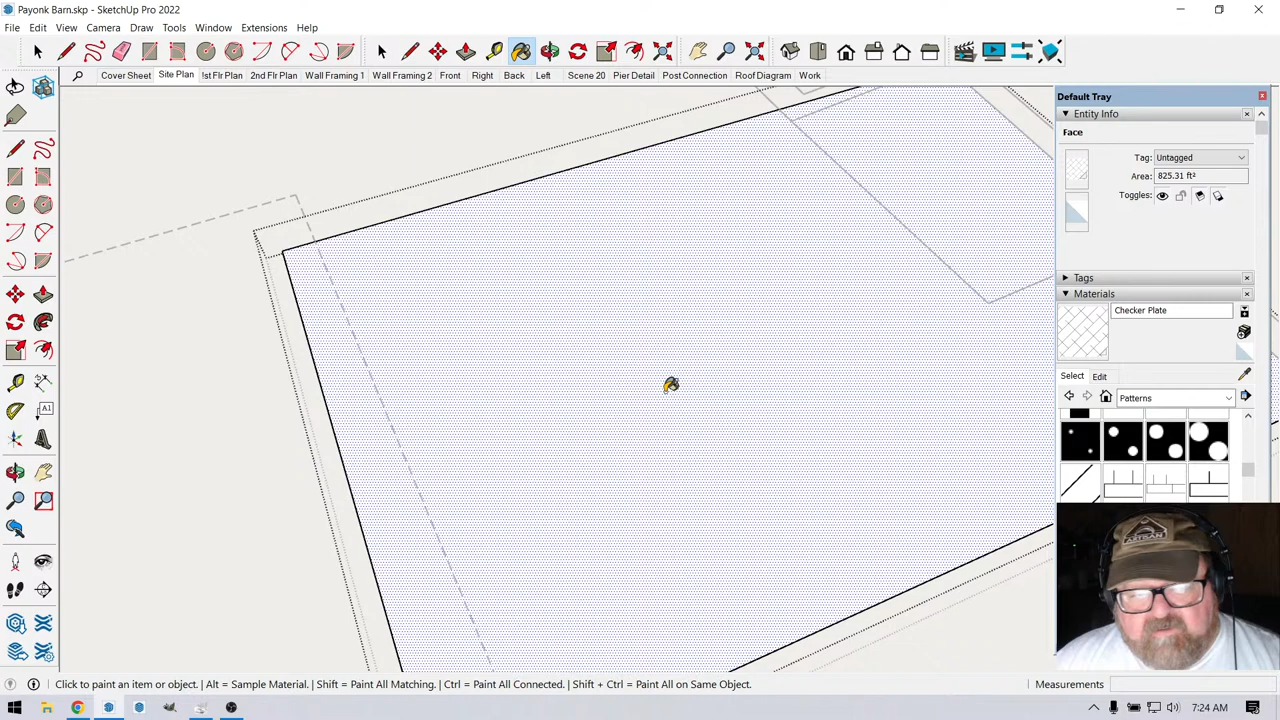 Payonk Barn.skp - SketchUp Pro 2022
File Edit View Camera Draw Tools Window Extensions Help
Cover Sheet Site Plan 1st Flr Plan 2nd Flr Plan Wall Framing 1 Wall Framing 2 Front Right Back Left Scene 20 Pier Detail Post Connection Roof Diagram Work
Default Tray
Entity Info
Face
Tag: Untagged
Area: 825.31 ft²
Toggles:
Tags
Materials
Checker Plate
Select Edit
Patterns
A1
Click to paint an item or object. | Alt = Sample Material. | Shift = Paint All Matching. | Ctrl = Paint All Connected. | Shift + Ctrl = Paint All on Same Object.
Measurements
7:24 AM